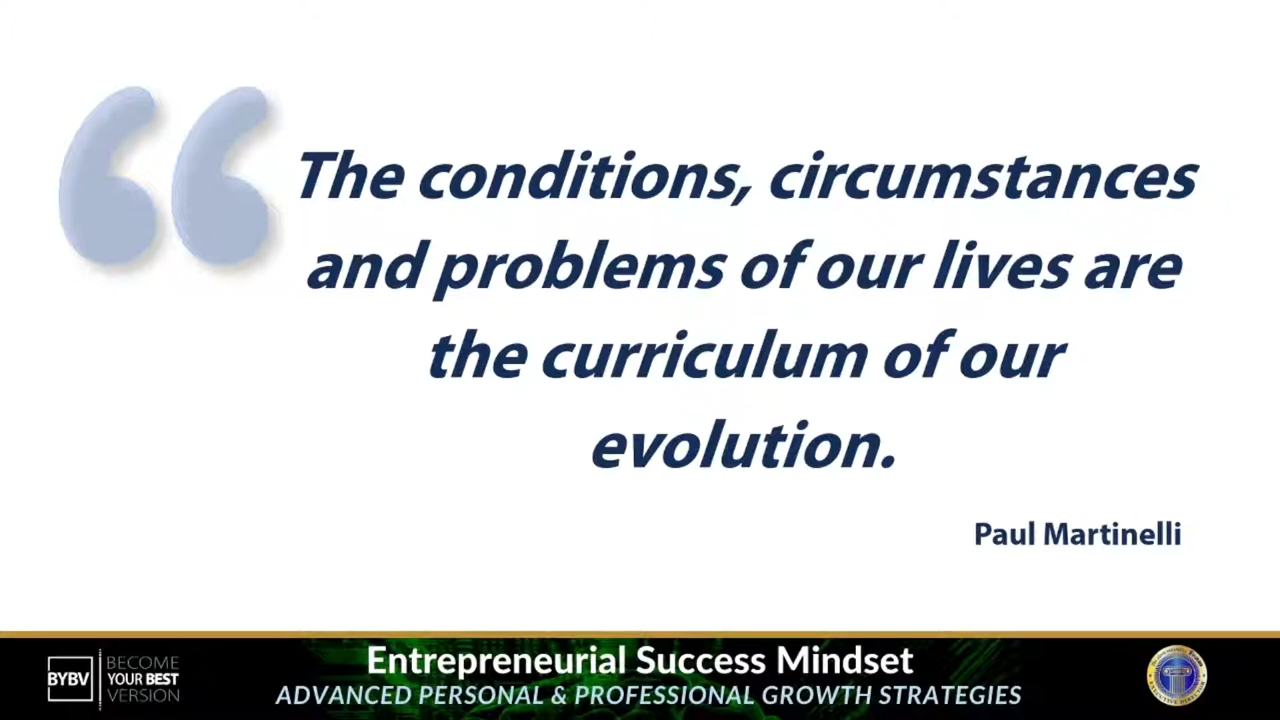 “
The conditions, circumstances
and problems of our lives are
the curriculum of our
evolution.
Paul Martinelli
Entrepreneurial Success Mindset
ADVANCED PERSONAL & PROFESSIONAL GROWTH STRATEGIES
BYBV
BECOME
YOUR BEST
VERSION